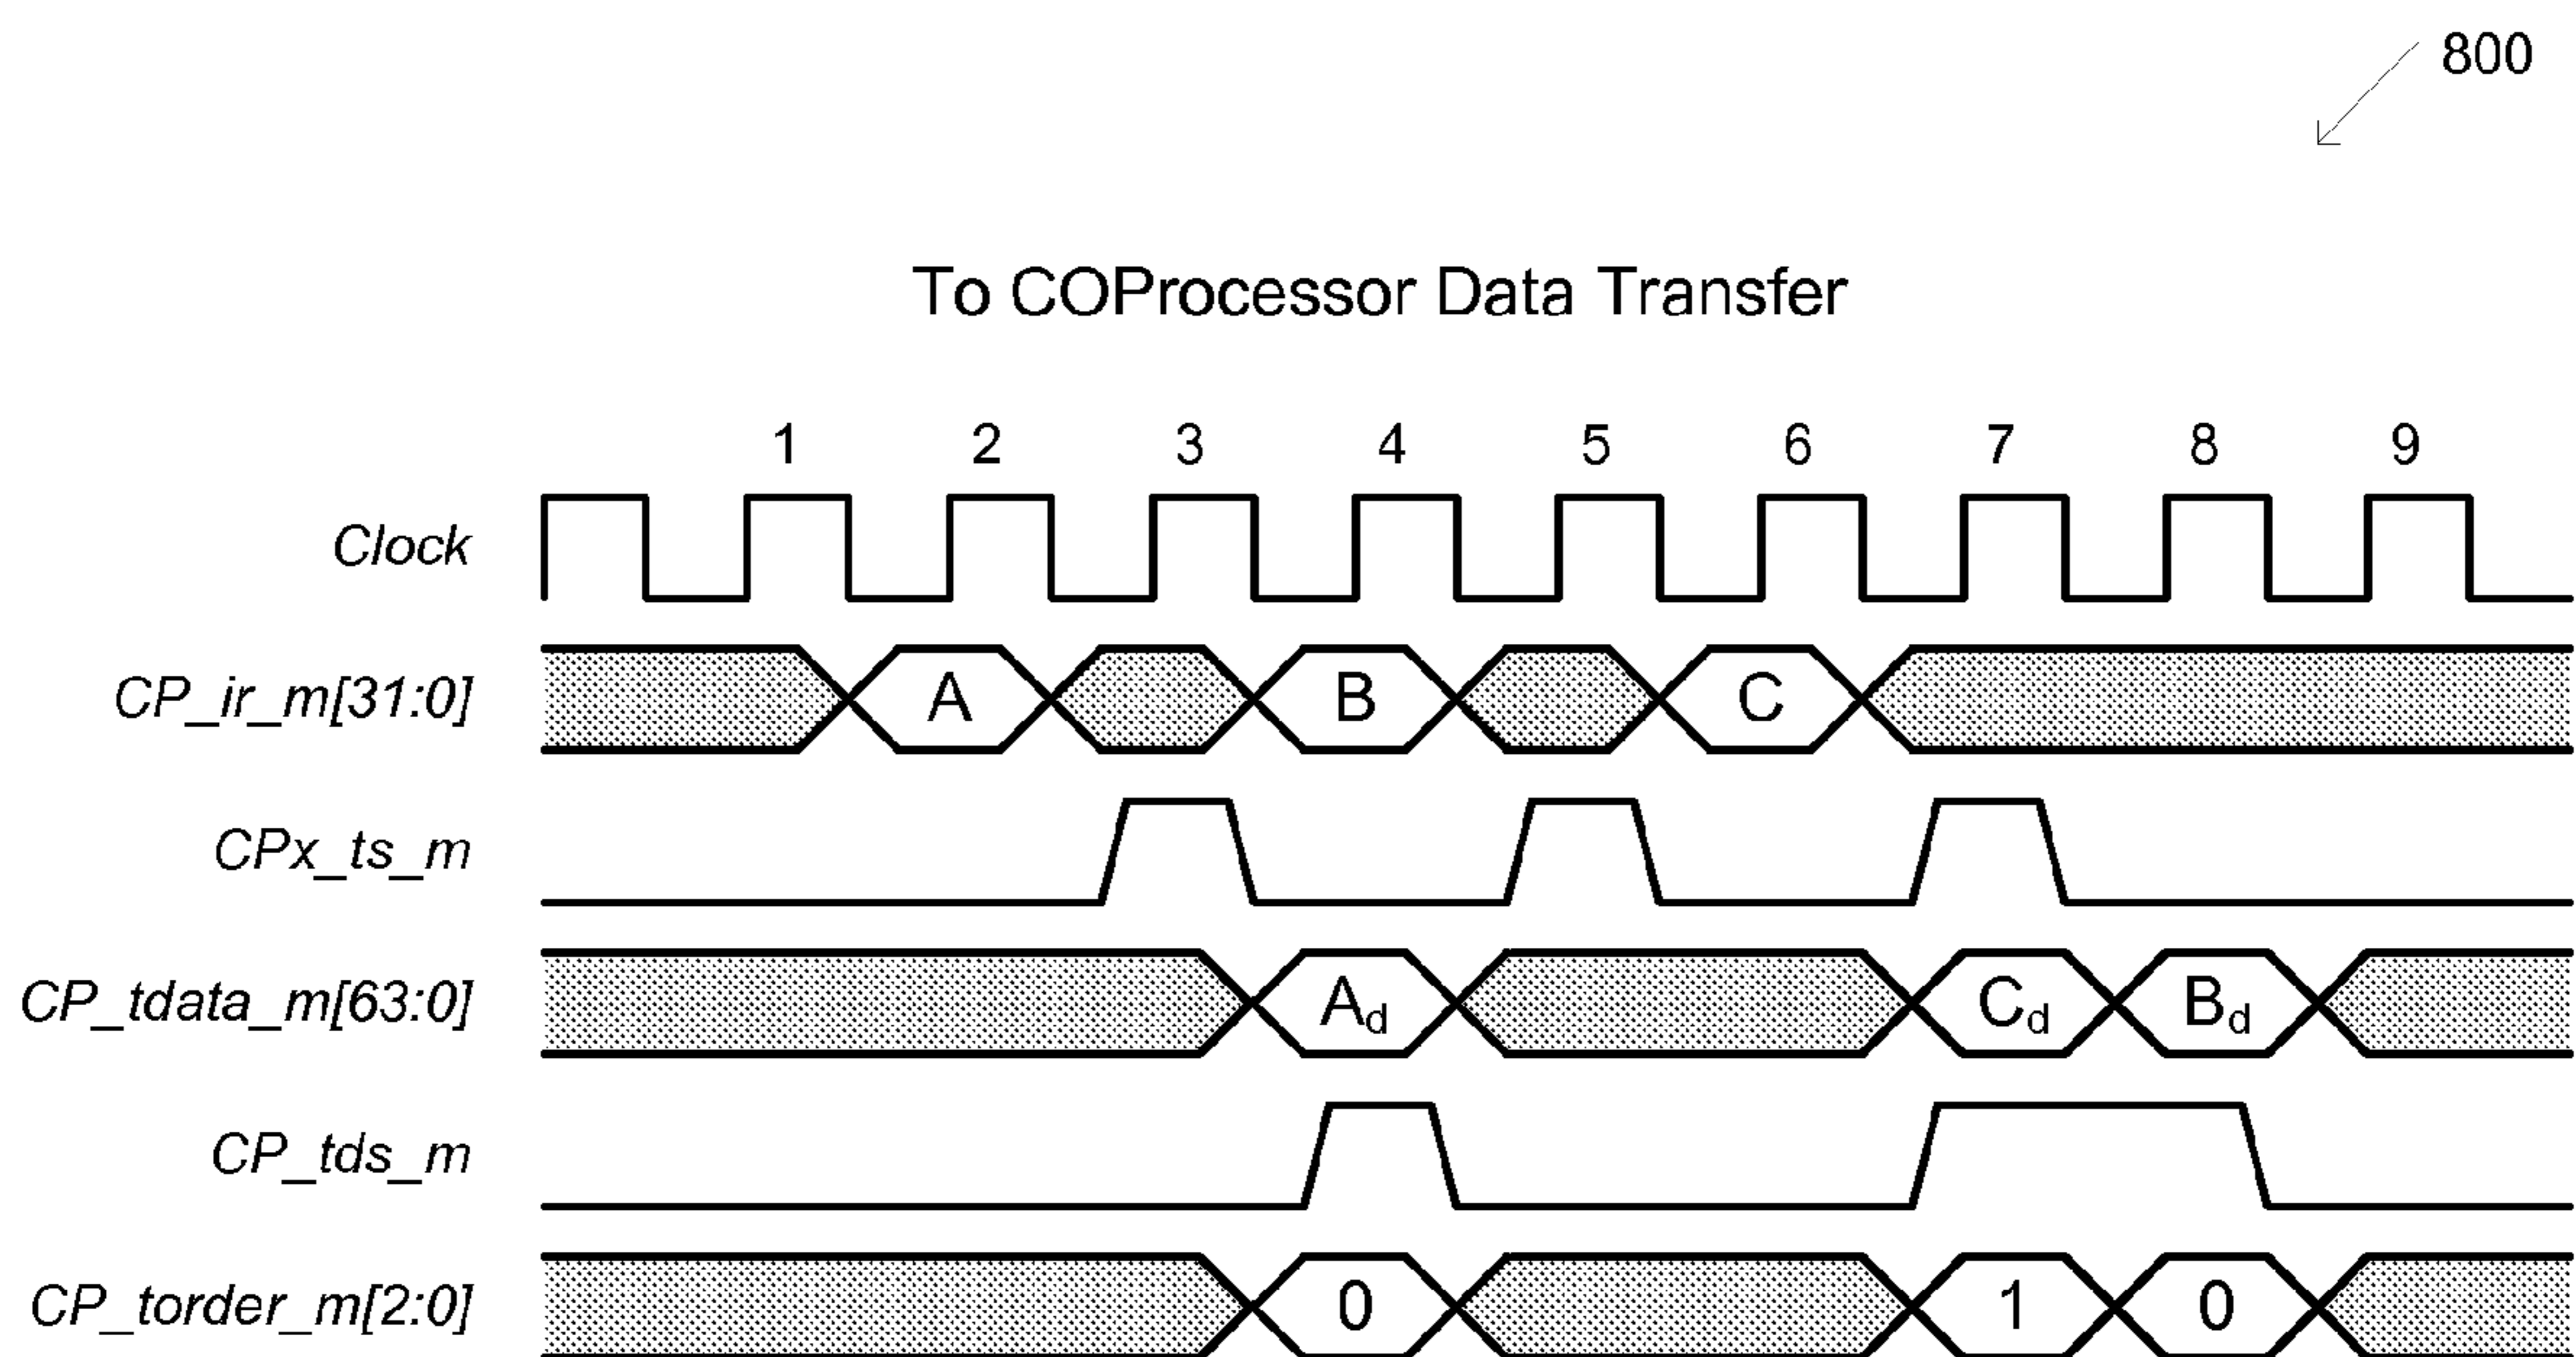 800
To COProcessor Data Transfer
1 2 3 4 5 6 7 8 9
Clock
CP_ir_m[31:0] A B C
CPx_ts_m
CP_tdata_m[63:0] Ad Cd Bd
CP_tds_m
CP_torder_m[2:0] 0 1 0